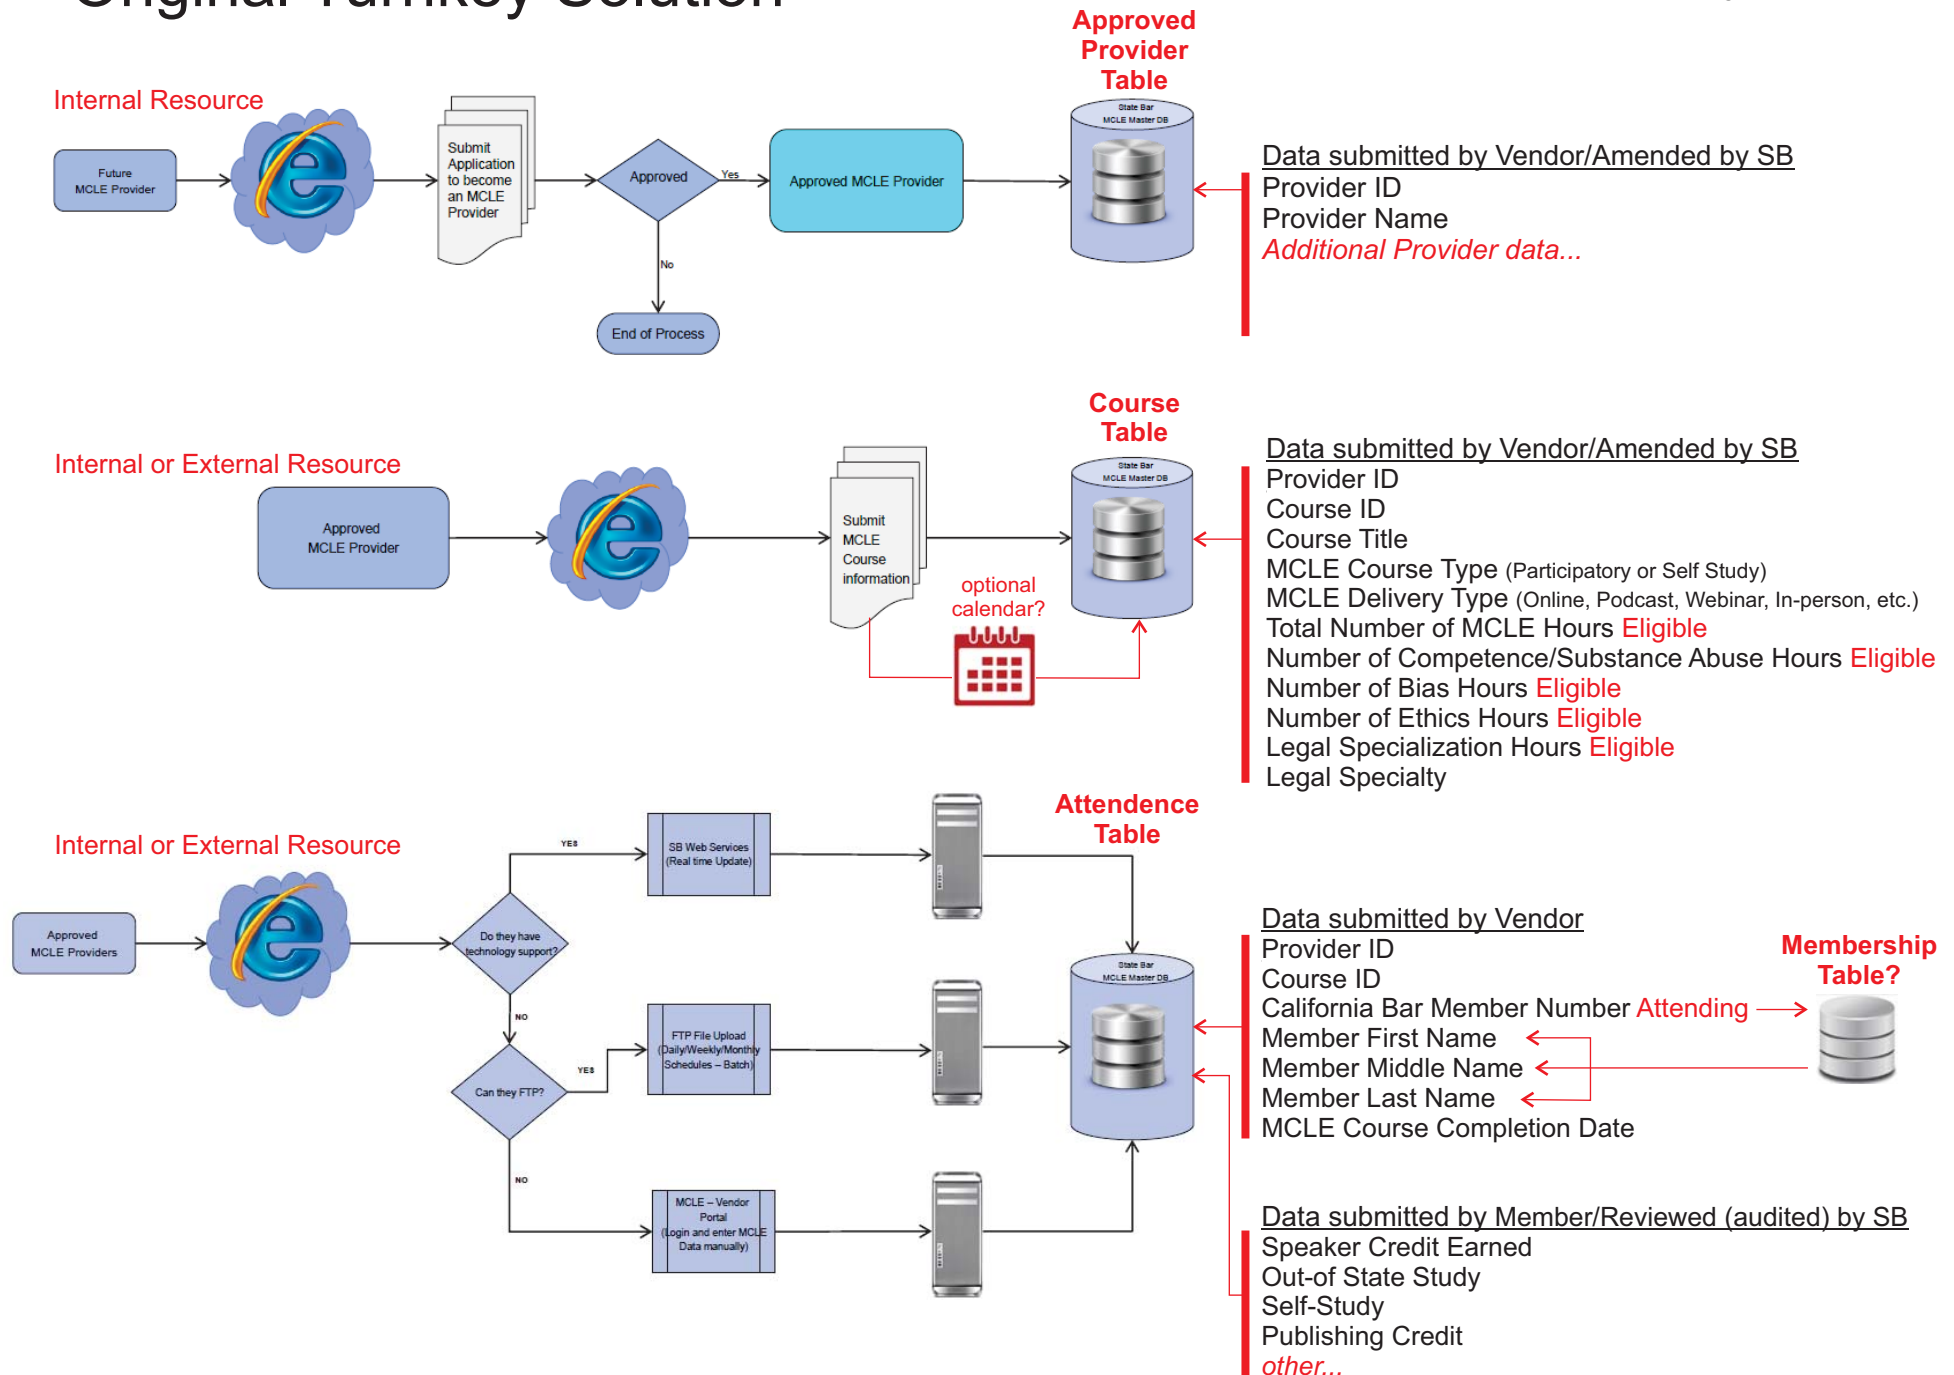 Original Turnkey Solution
Approved
Provider
Table
Internal Resource
Future
MCLE Provider
Submit
Application
to become
an MCLE
Provider
Approved
Yes
No
End of Process
Approved MCLE Provider
State Bar
MCLE Master DB
Data submitted by Vendor/Amended by SB
Provider ID
Provider Name
Additional Provider data...
Course
Table
Internal or External Resource
Approved
MCLE Provider
Submit
MCLE
Course
information
optional
calendar?
State Bar
MCLE Master DB
Data submitted by Vendor/Amended by SB
Provider ID
Course ID
Course Title
MCLE Course Type (Participatory or Self Study)
MCLE Delivery Type (Online, Podcast, Webinar, In-person, etc.)
Total Number of MCLE Hours Eligible
Number of Competence/Substance Abuse Hours Eligible
Number of Bias Hours Eligible
Number of Ethics Hours Eligible
Legal Specialization Hours Eligible
Legal Specialty
Attendence
Table
Internal or External Resource
Approved
MCLE Providers
Do they have
technology support?
YES
NO
SB Web Services
(Real time Update)
Can they FTP?
YES
NO
FTP File Upload
(Daily/Weekly/Monthly
Schedules – Batch)
MCLE – Vendor
Portal
(Login and enter MCLE
Data manually)
State Bar
MCLE Master DB
Data submitted by Vendor
Provider ID
Course ID
California Bar Member Number Attending
Member First Name
Member Middle Name
Member Last Name
MCLE Course Completion Date
Membership
Table?
Data submitted by Member/Reviewed (audited) by SB
Speaker Credit Earned
Out-of State Study
Self-Study
Publishing Credit
other...